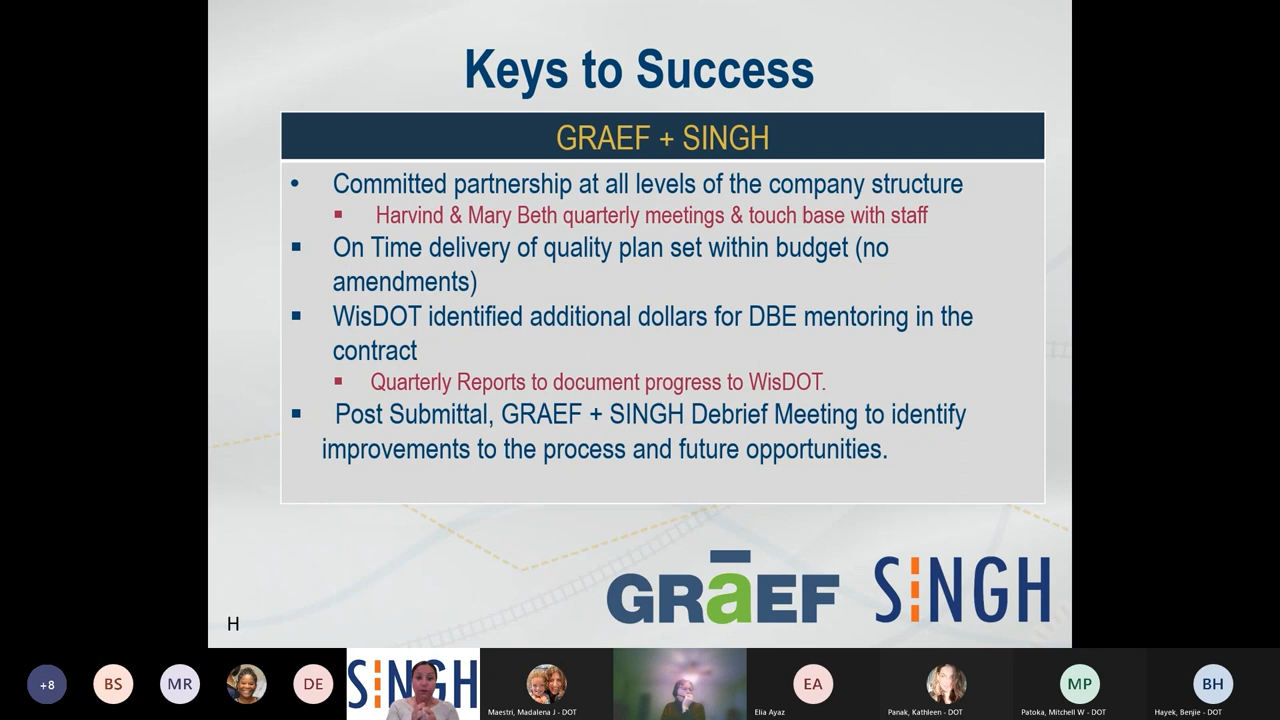 Keys to Success
GRAEF + SINGH
• Committed partnership at all levels of the company structure
▪ Harvind & Mary Beth quarterly meetings & touch base with staff
▪ On Time delivery of quality plan set within budget (no
amendments)
▪ WisDOT identified additional dollars for DBE mentoring in the
contract
▪ Quarterly Reports to document progress to WisDOT.
▪ Post Submittal, GRAEF + SINGH Debrief Meeting to identify
improvements to the process and future opportunities.
GRāEF
SINGH
H
+8
BS
MR
DE
SINGH
Maestri, Madalena J - DOT
EA
Elia Ayaz
Panak, Kathleen - DOT
MP
Patoka, Mitchell W - DOT
BH
Hayek, Benjie - DOT